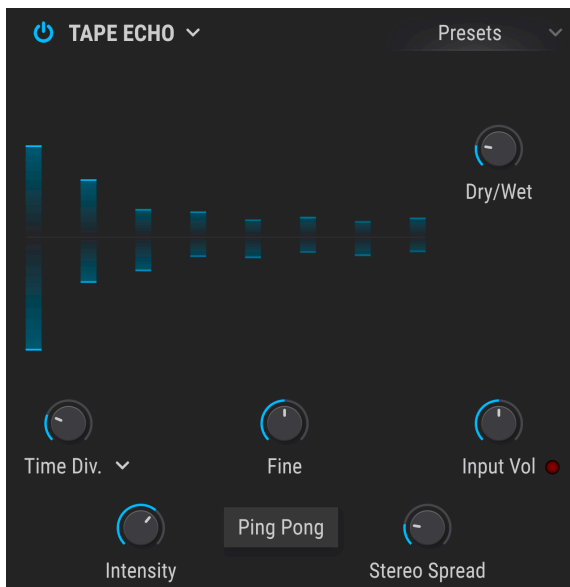 TAPE ECHO
Presets
Dry/Wet
Time Div.
Fine
Input Vol
Intensity
Ping Pong
Stereo Spread